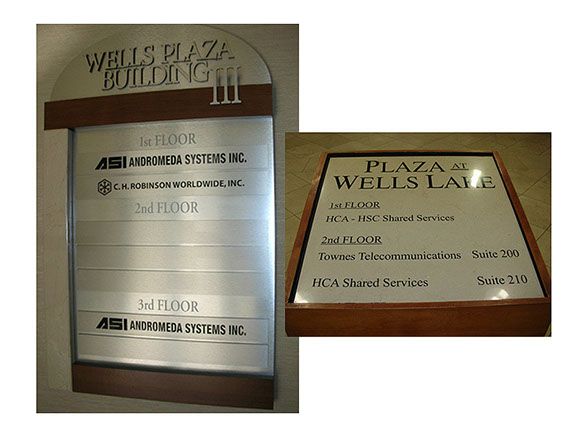 WELLS PLAZA
BUILDING
III
1st FLOOR
ASI ANDROMEDA SYSTEMS INC.
C. H. ROBINSON WORLDWIDE, INC.
2nd FLOOR
3rd FLOOR
ASI ANDROMEDA SYSTEMS INC.
PLAZA AT
WELLS LAKE
1st FLOOR
HCA - HSC Shared Services
2nd FLOOR
Townes Telecommunications Suite 200
HCA Shared Services Suite 210